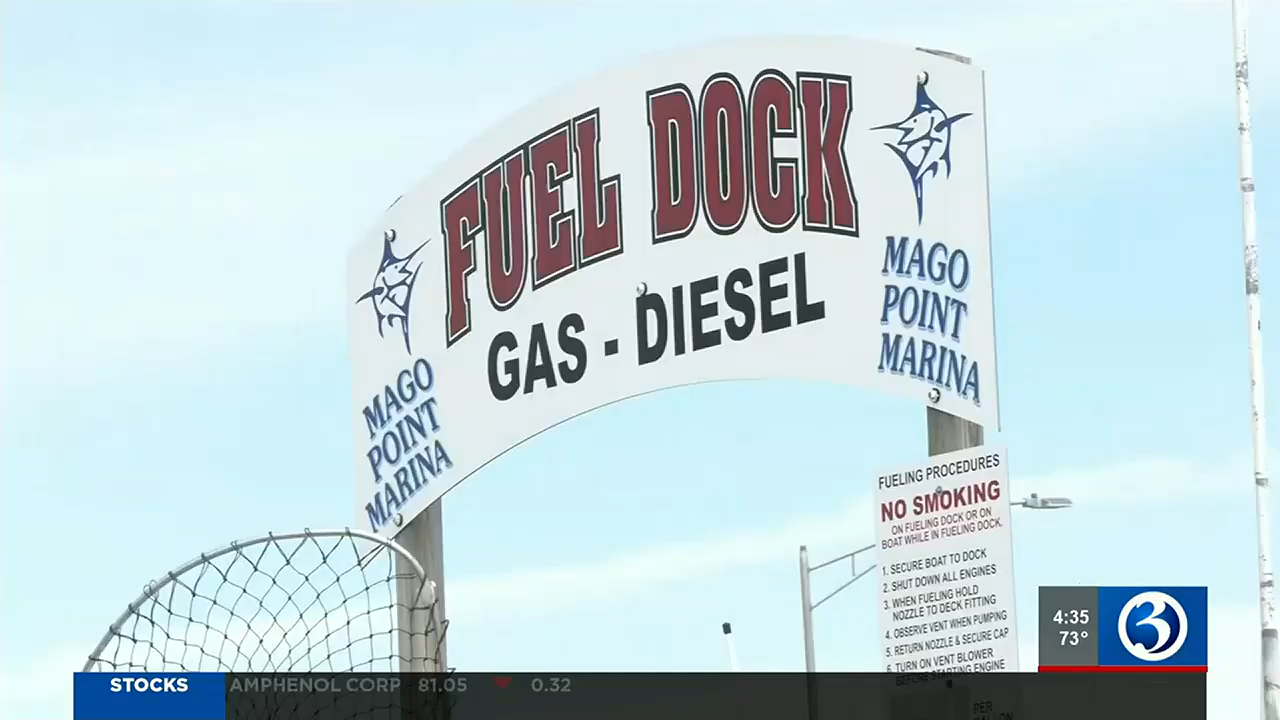 FUEL DOCK
GAS - DIESEL
MAGO
POINT
MARINA
MAGO
POINT
MARINA
FUELING PROCEDURES
NO SMOKING
ON FUELING DOCK OR ON
BOAT WHILE IN FUELING DOCK.
1. SECURE BOAT TO DOCK
2. SHUT DOWN ALL ENGINES
3. WHEN FUELING HOLD
NOZZLE TO DECK FITTING
4. OBSERVE VENT WHEN PUMPING
5. RETURN NOZZLE & SECURE CAP
6. TURN ON VENT BLOWER
BEFORE STARTING ENGINE
PER
4:35
73°
3
STOCKS
AMPHENOL CORP 81.05 ▼ 0.32